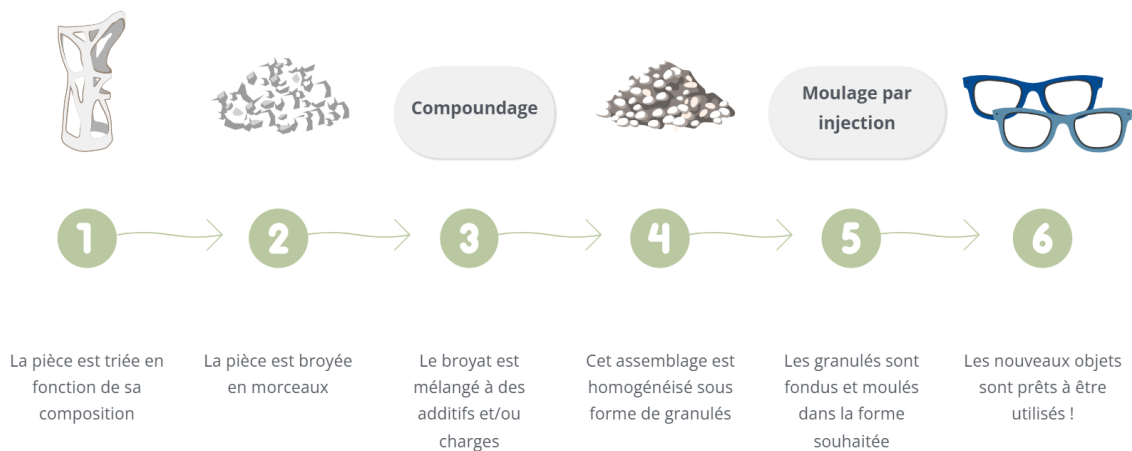 Compoundage
Moulage par
injection
1
2
3
4
5
6
La pièce est triée en
fonction de sa
composition
La pièce est broyée
en morceaux
Le broyat est
mélangé à des
additifs et/ou
charges
Cet assemblage est
homogénéisé sous
forme de granulés
Les granulés sont
fondus et moulés
dans la forme
souhaitée
Les nouveaux objets
sont prêts à être
utilisés !